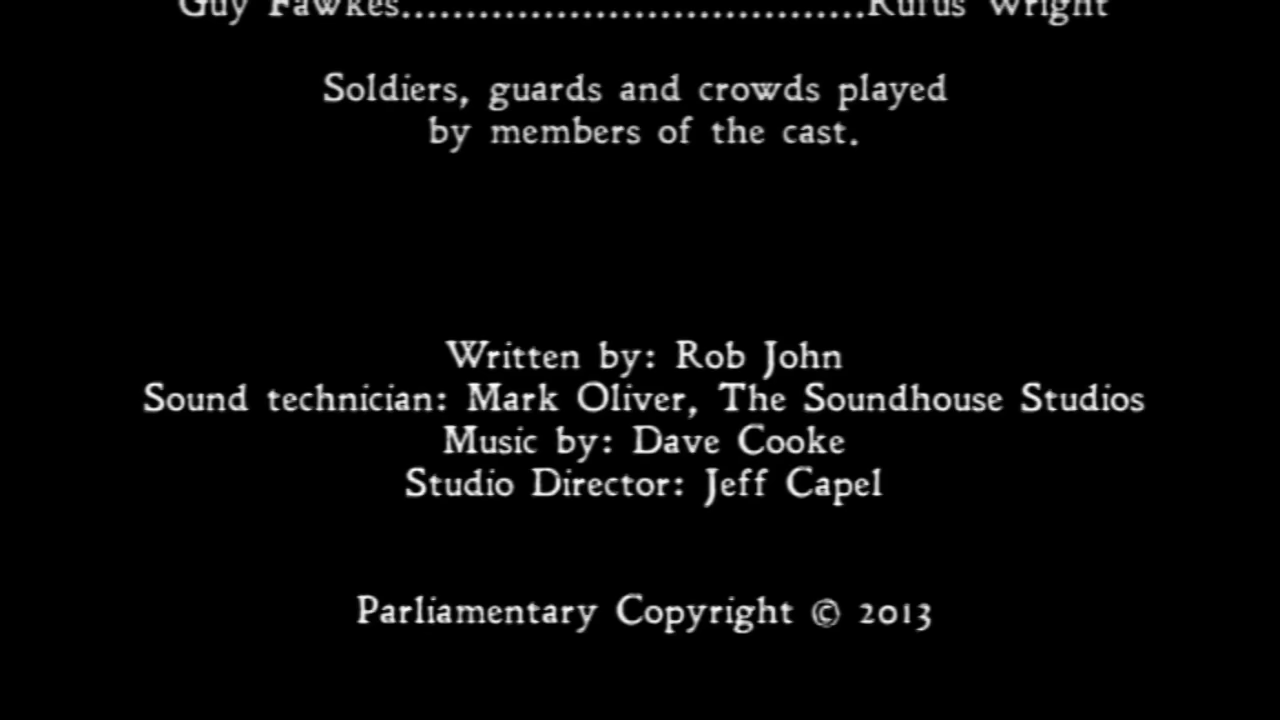 Guy Fawkes....................................Rufus Wright
Soldiers, guards and crowds played
by members of the cast.
Written by: Rob John
Sound technician: Mark Oliver, The Soundhouse Studios
Music by: Dave Cooke
Studio Director: Jeff Capel
Parliamentary Copyright © 2013